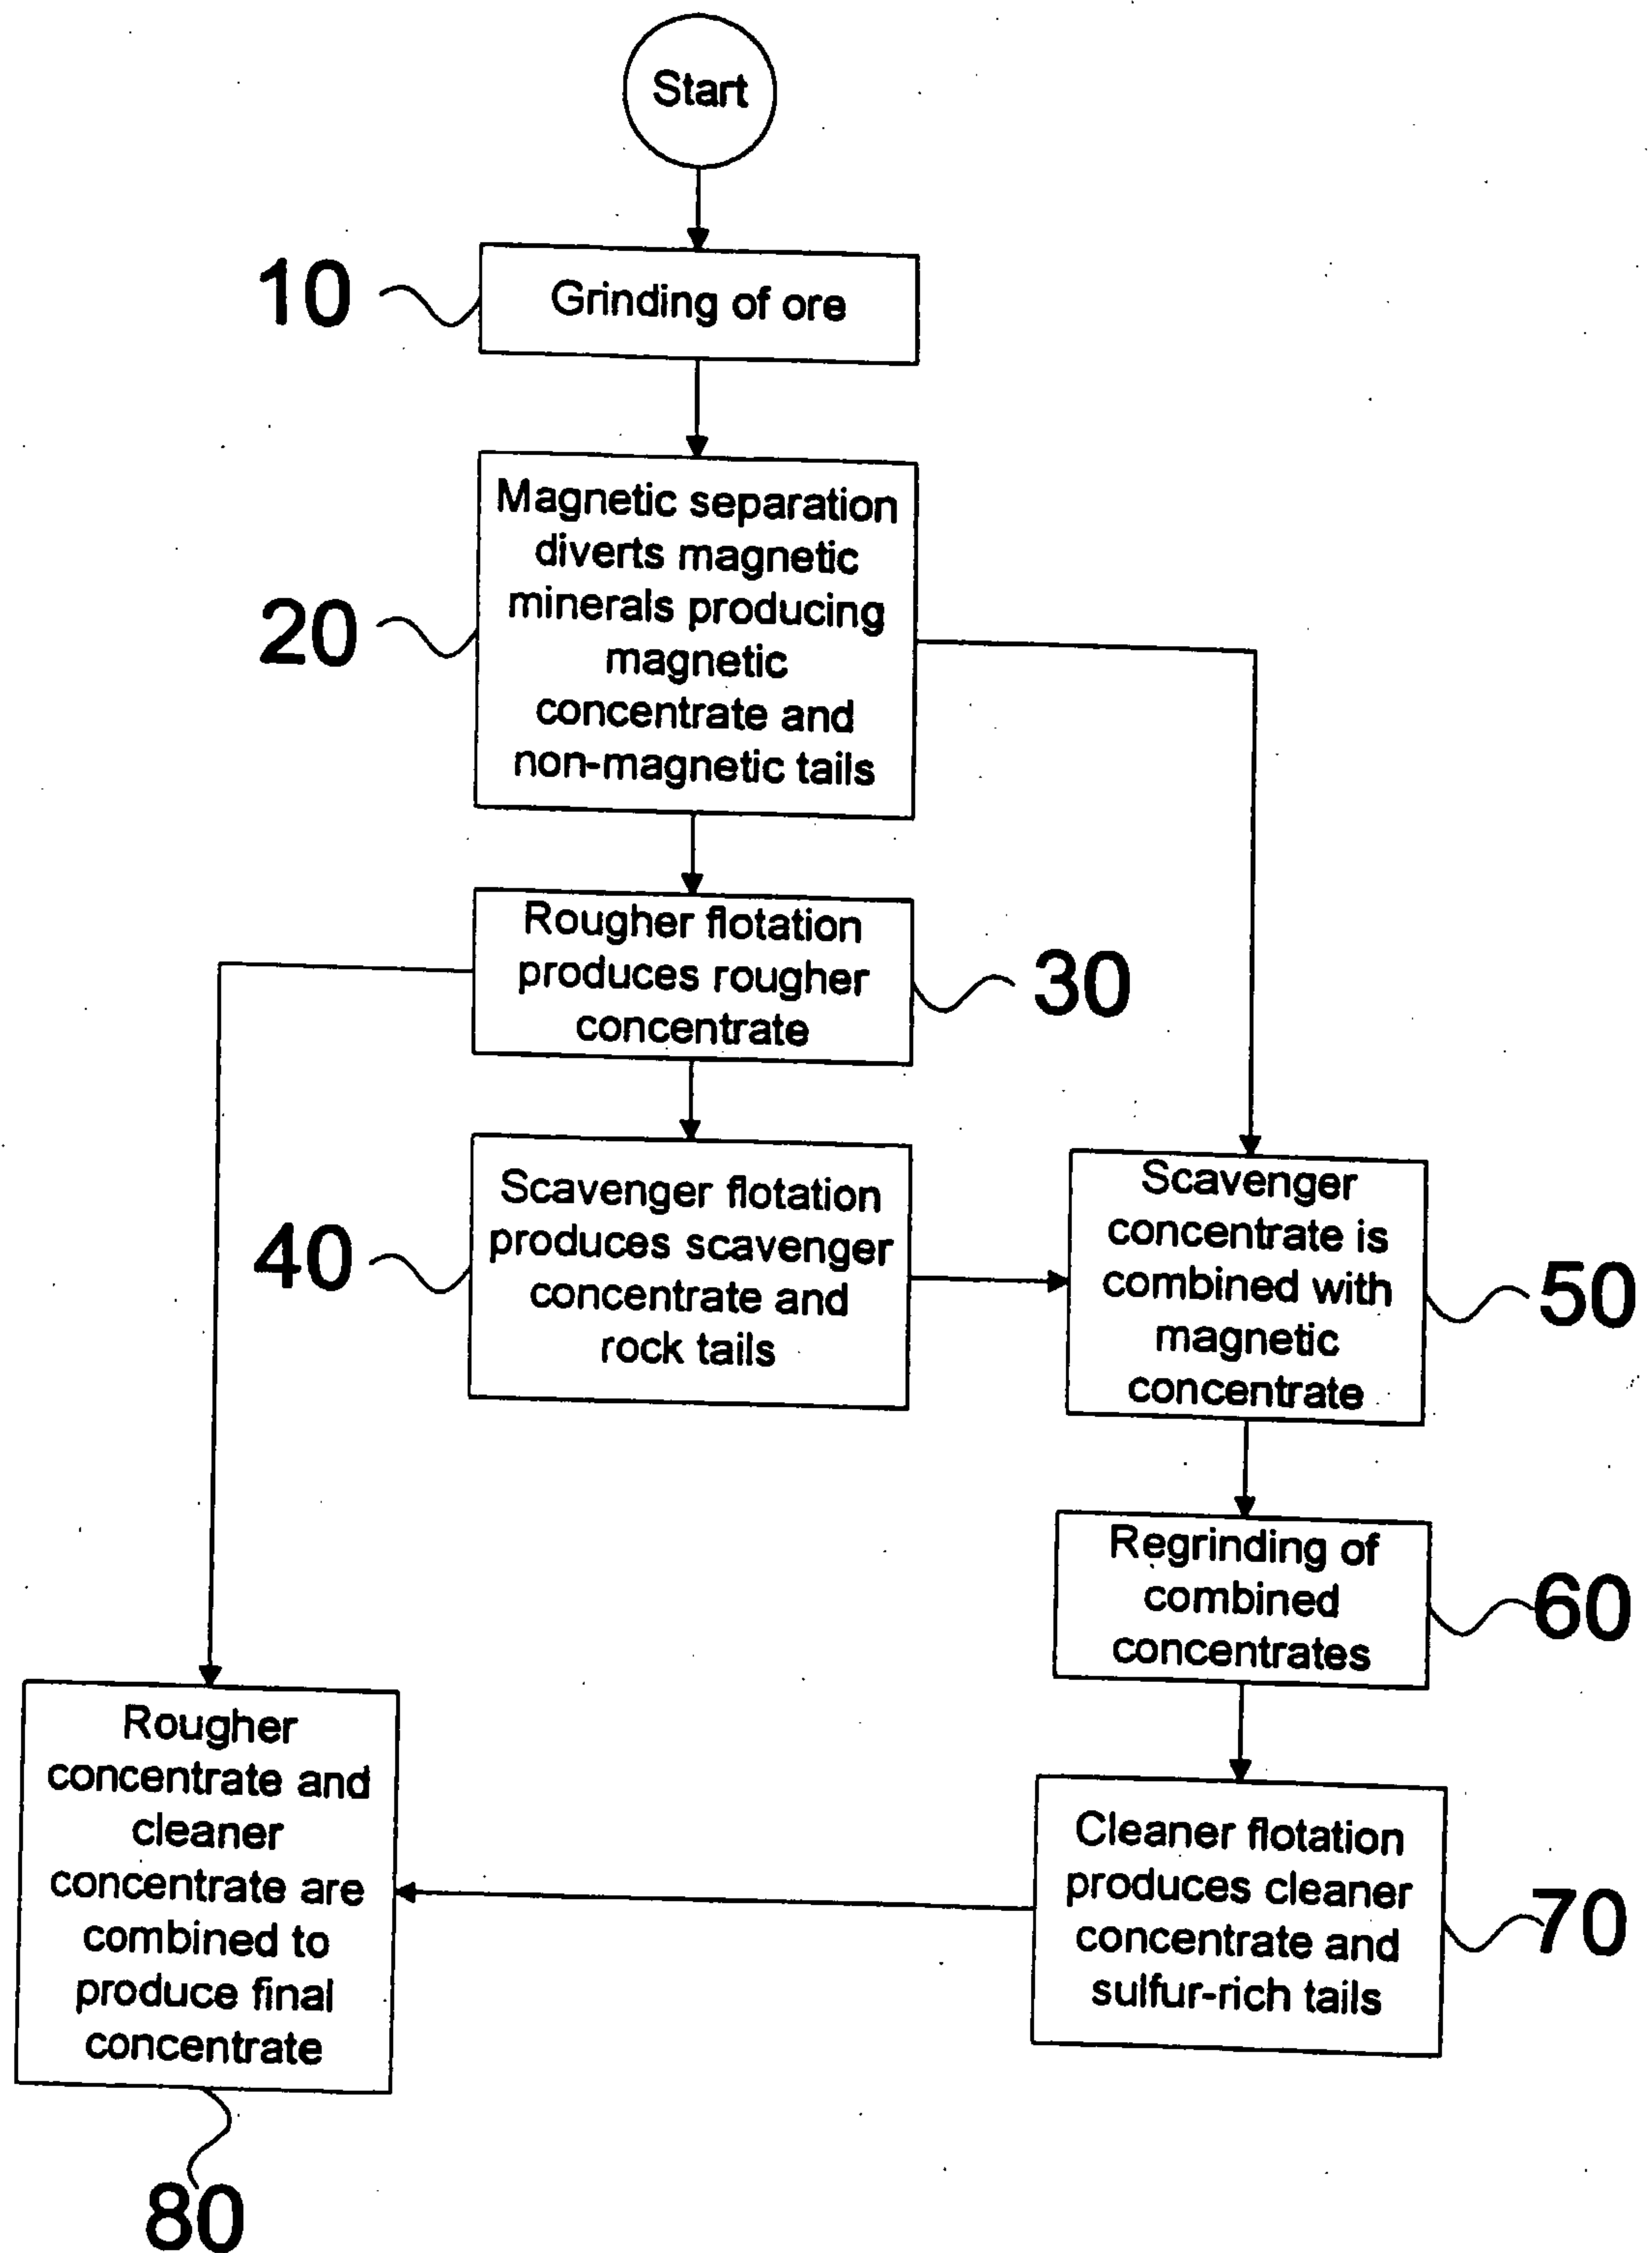 Start
10
Grinding of ore
20
Magnetic separation
diverts magnetic
minerals producing
magnetic
concentrate and
non-magnetic tails
Rougher flotation
produces rougher
concentrate
30
40
Scavenger flotation
produces scavenger
concentrate and
rock tails
Scavenger
concentrate is
combined with
magnetic
concentrate
50
Regrinding of
combined
concentrates
60
Rougher
concentrate and
cleaner
concentrate are
combined to
produce final
concentrate
Cleaner flotation
produces cleaner
concentrate and
sulfur-rich tails
70
80